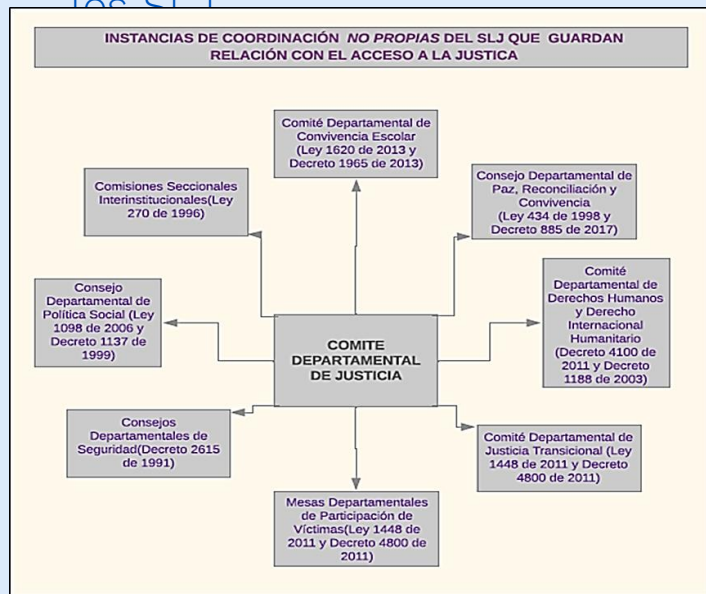 los SLJ
INSTANCIAS DE COORDINACIÓN NO PROPIAS DEL SLJ QUE GUARDAN
RELACIÓN CON EL ACCESO A LA JUSTICA
Comité Departamental de
Convivencia Escolar
(Ley 1620 de 2013 y
Decreto 1965 de 2013)
Comisiones Seccionales
Interinstitucionales(Ley
270 de 1996)
Consejo Departamental de
Paz, Reconciliación y
Convivencia
(Ley 434 de 1998 y
Decreto 885 de 2017)
Consejo
Departamental de
Política Social (Ley
1098 de 2006 y
Decreto 1137 de
1999)
COMITE
DEPARTAMENTAL
DE JUSTICIA
Comité
Departamental de
Derechos Humanos
y Derecho
Internacional
Humanitario
(Decreto 4100 de
2011 y Decreto
1188 de 2003)
Consejos
Departamentales de
Seguridad(Decreto 2615
de 1991)
Comité Departamental de
Justicia Transicional (Ley
1448 de 2011 y Decreto
4800 de 2011)
Mesas Departamentales
de Participación de
Víctimas(Ley 1448 de
2011 y Decreto 4800 de
2011)